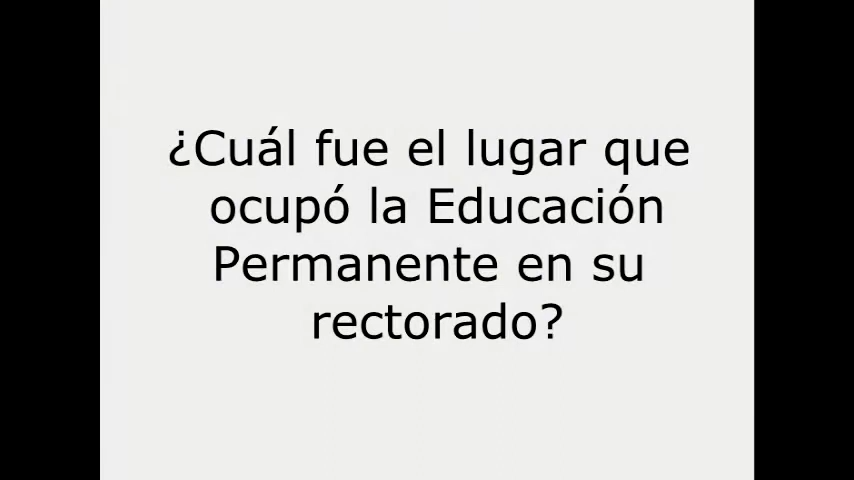 ¿Cuál fue el lugar que
ocupó la Educación
Permanente en su
rectorado?